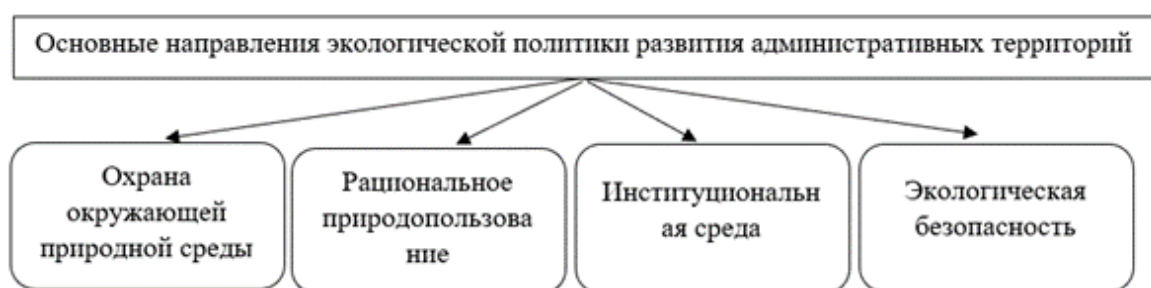 Основные направления экологической политики развития административных территорий
Охрана
окружающей
природной среды
Рациональное
природопользова
ние
Институциональн
ая среда
Экологическая
безопасность